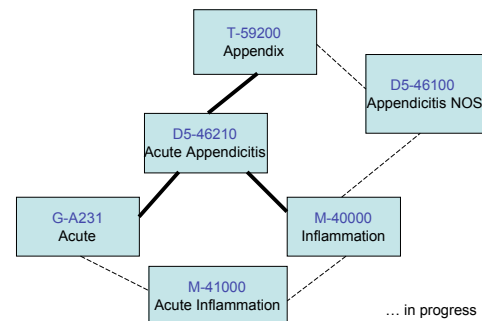 T-59200
Appendix
D5-46100
Appendicitis NOS
D5-46210
Acute Appendicitis
G-A231
Acute
M-40000
Inflammation
M-41000
Acute Inflammation
… in progress